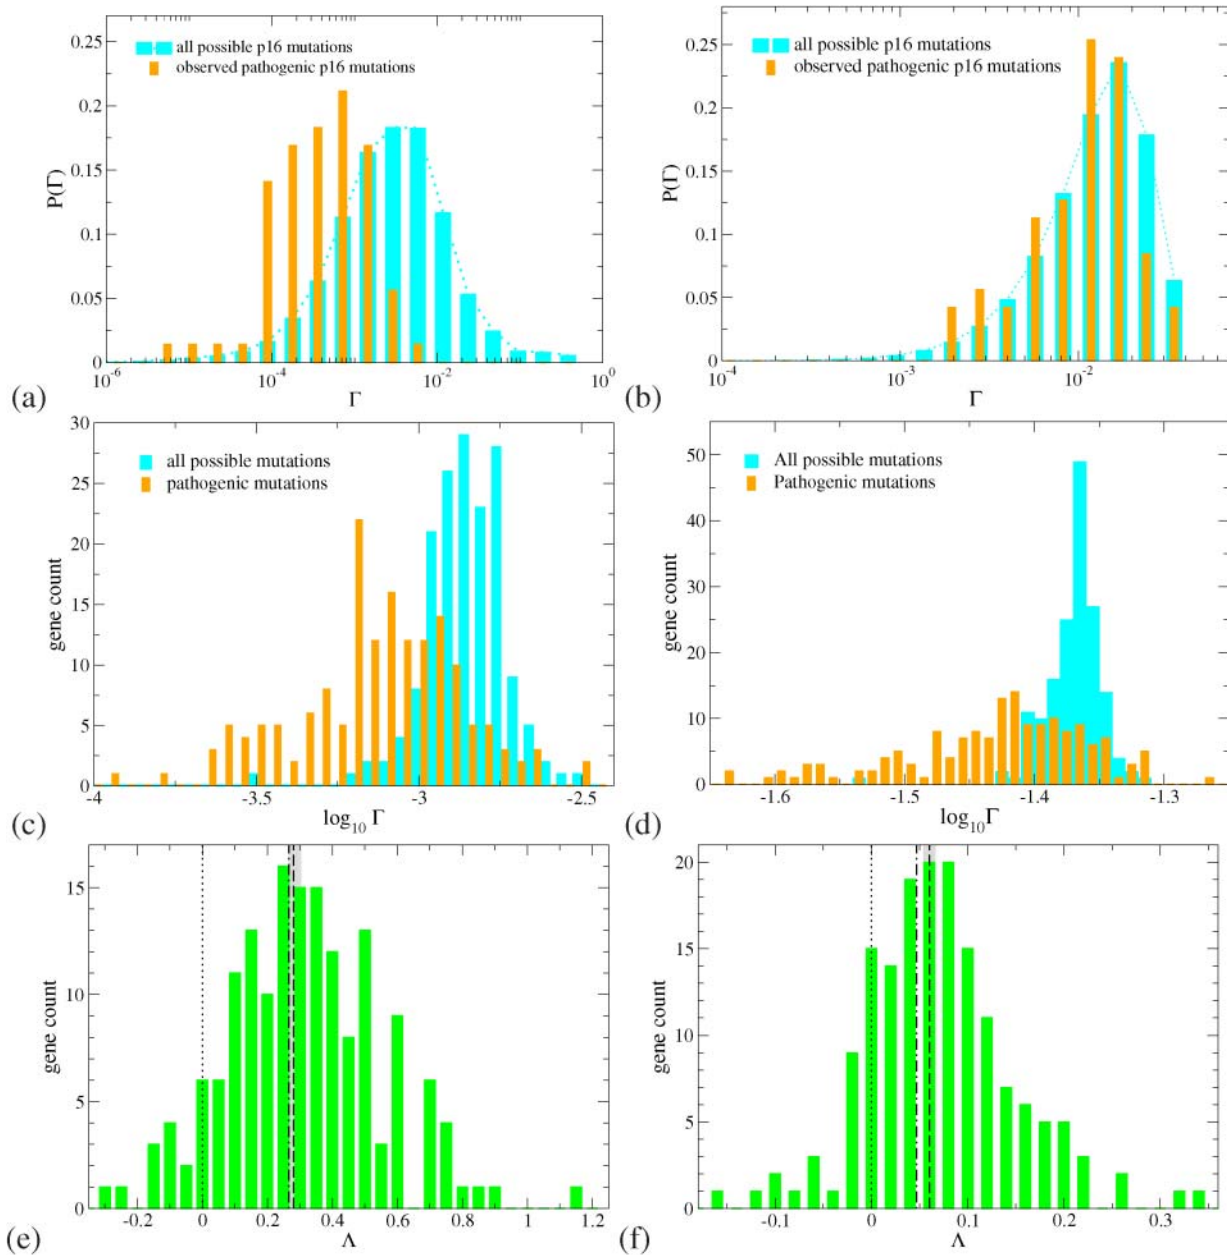 0.25
0.2
0.15
0.1
0.05
0
P(Γ)
all possible p16 mutations
observed pathogenic p16 mutations
10^-6
10^-4
10^-2
10^0
(a)
Γ
0.25
0.2
0.15
0.1
0.05
0
P(Γ)
all possible p16 mutations
observed pathogenic p16 mutations
10^-4
10^-3
10^-2
(b)
Γ
30
25
20
15
10
5
0
gene count
all possible mutations
pathogenic mutations
-4
-3.5
-3
-2.5
(c)
log10 Γ
50
40
30
20
10
0
gene count
All possible mutations
Pathogenic mutations
-1.6
-1.5
-1.4
-1.3
(d)
log10 Γ
15
10
5
0
gene count
-0.2
0
0.2
0.4
0.6
0.8
1
1.2
(e)
Λ
20
15
10
5
0
gene count
-0.1
0
0.1
0.2
0.3
(f)
Λ